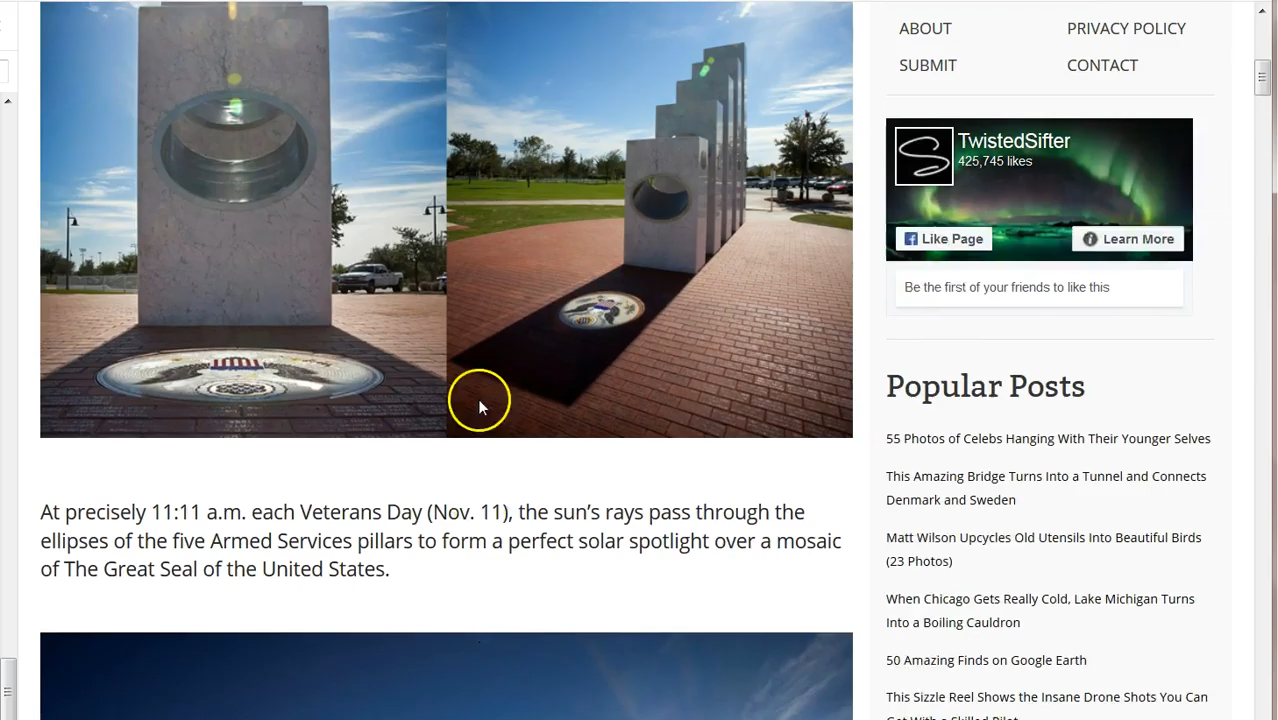 ABOUT
PRIVACY POLICY
SUBMIT
CONTACT
TwistedSifter
425,745 likes
Like Page
Learn More
Be the first of your friends to like this
Popular Posts
55 Photos of Celebs Hanging With Their Younger Selves
This Amazing Bridge Turns Into a Tunnel and Connects
Denmark and Sweden
Matt Wilson Upcycles Old Utensils Into Beautiful Birds
(23 Photos)
When Chicago Gets Really Cold, Lake Michigan Turns
Into a Boiling Cauldron
50 Amazing Finds on Google Earth
This Sizzle Reel Shows the Insane Drone Shots You Can
Get With a Skilled Pilot
At precisely 11:11 a.m. each Veterans Day (Nov. 11), the sun’s rays pass through the
ellipses of the five Armed Services pillars to form a perfect solar spotlight over a mosaic
of The Great Seal of the United States.